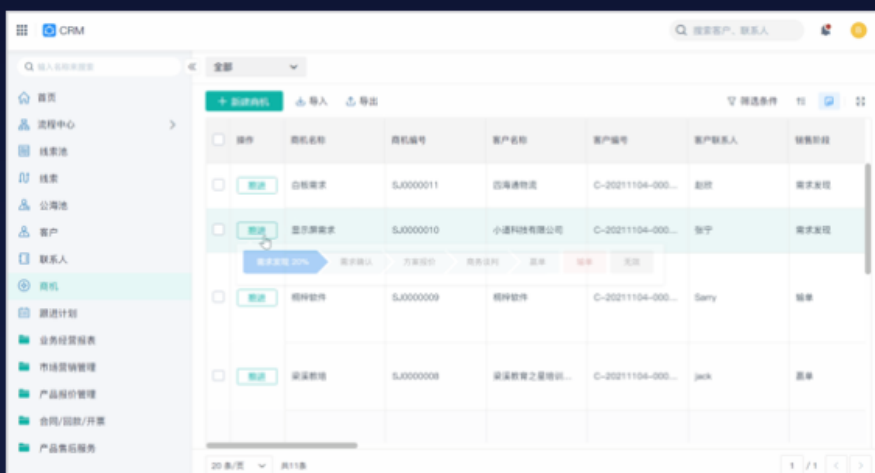 CRM
搜索客户、联系人
输入名称来搜索
全部
首页
新建商机
导入
导出
筛选条件
流程中心
操作
商机名称
商机编号
客户名称
客户编号
客户联系人
销售阶段
线索池
线索
推进
白板需求
SJ0000011
四海通物流
C-20211104-000...
赵欣
需求发现
公海池
客户
推进
显示屏需求
SJ0000010
小道科技有限公司
C-20211104-000...
张宁
需求发现
联系人
需求发现 20%
需求确认
方案报价
商务谈判
赢单
输单
无效
商机
推进
桐梓软件
SJ0000009
桐梓软件
C-20211104-000...
Sarry
输单
跟进计划
业务经营报表
市场营销管理
推进
梁溪教培
SJ0000008
梁溪教育之星培训...
C-20211104-000...
jack
赢单
产品报价管理
合同/回款/开票
产品售后服务
20 条/页
共11条
1 /1